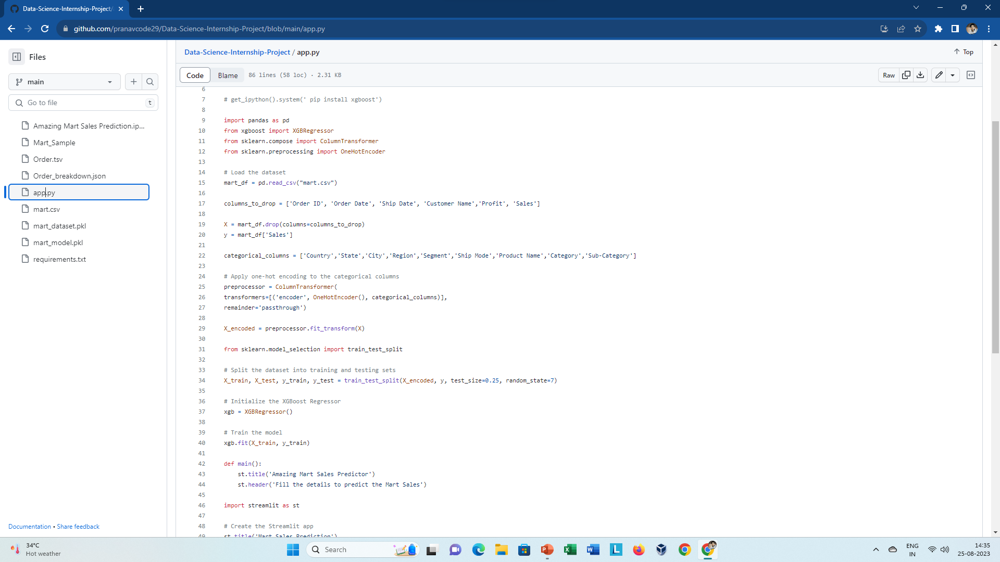 Data-Science-Internship-Project/
github.com/pranavcode29/Data-Science-Internship-Project/blob/main/app.py
Files
Data-Science-Internship-Project / app.py
Top
main
Code
Blame
86 lines (58 loc) · 2.31 KB
Raw
Go to file
t
Amazing Mart Sales Prediction.ip...
Mart_Sample
Order.tsv
Order_breakdown.json
app.py
mart.csv
mart_dataset.pkl
mart_model.pkl
requirements.txt
Documentation • Share feedback
6
7 # get_ipython().system(' pip install xgboost')
8
9 import pandas as pd
10 from xgboost import XGBRegressor
11 from sklearn.compose import ColumnTransformer
12 from sklearn.preprocessing import OneHotEncoder
13
14 # Load the dataset
15 mart_df = pd.read_csv("mart.csv")
16
17 columns_to_drop = ['Order ID', 'Order Date', 'Ship Date', 'Customer Name','Profit', 'Sales']
18
19 X = mart_df.drop(columns=columns_to_drop)
20 y = mart_df['Sales']
21
22 categorical_columns = ['Country','State','City','Region','Segment','Ship Mode','Product Name','Category','Sub-Category']
23
24 # Apply one-hot encoding to the categorical columns
25 preprocessor = ColumnTransformer(
26 transformers=[('encoder', OneHotEncoder(), categorical_columns)],
27 remainder='passthrough')
28
29 X_encoded = preprocessor.fit_transform(X)
30
31 from sklearn.model_selection import train_test_split
32
33 # Split the dataset into training and testing sets
34 X_train, X_test, y_train, y_test = train_test_split(X_encoded, y, test_size=0.25, random_state=7)
35
36 # Initialize the XGBoost Regressor
37 xgb = XGBRegressor()
38
39 # Train the model
40 xgb.fit(X_train, y_train)
41
42 def main():
43 st.title('Amazing Mart Sales Predictor')
44 st.header('Fill the details to predict the Mart Sales')
45
46 import streamlit as st
47
48 # Create the Streamlit app
49 st.title('Mart Sales Prediction')
34°C
Hot weather
Search
ENG
IN
14:35
25-08-2023